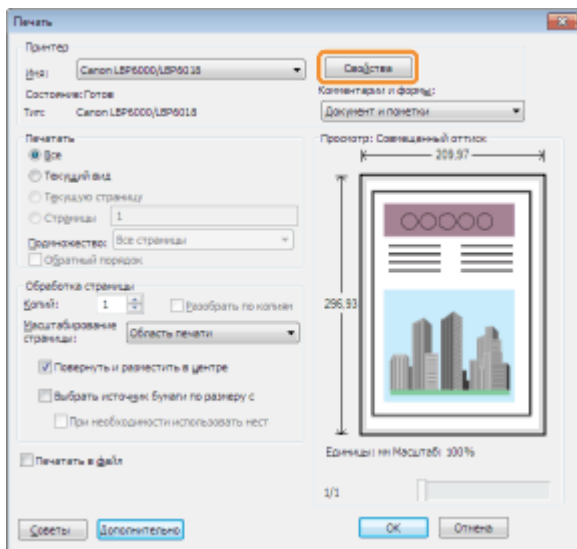 Печать
Принтер
Имя: Canon LBP6000/LBP6018
Свойства
Состояние: Готов
Комментарии и формы:
Тип: Canon LBP6000/LBP6018
Документ и пометки
Печатать
Все
Текущий вид
Текущую страницу
Страницы 1
Подмножество: Все страницы
Обратный порядок
Просмотр: Совмещенный оттиск
209,97
296,93
Обработка страницы
Копий: 1
Разобрать по копиям
Масштабирование страницы: Область печати
Повернуть и разместить в центре
Выбрать источник бумаги по размеру с
При необходимости использовать нест
Печатать в файл
Единицы: мм Масштаб: 100%
1/1
Советы
Дополнительно
OK
Отмена